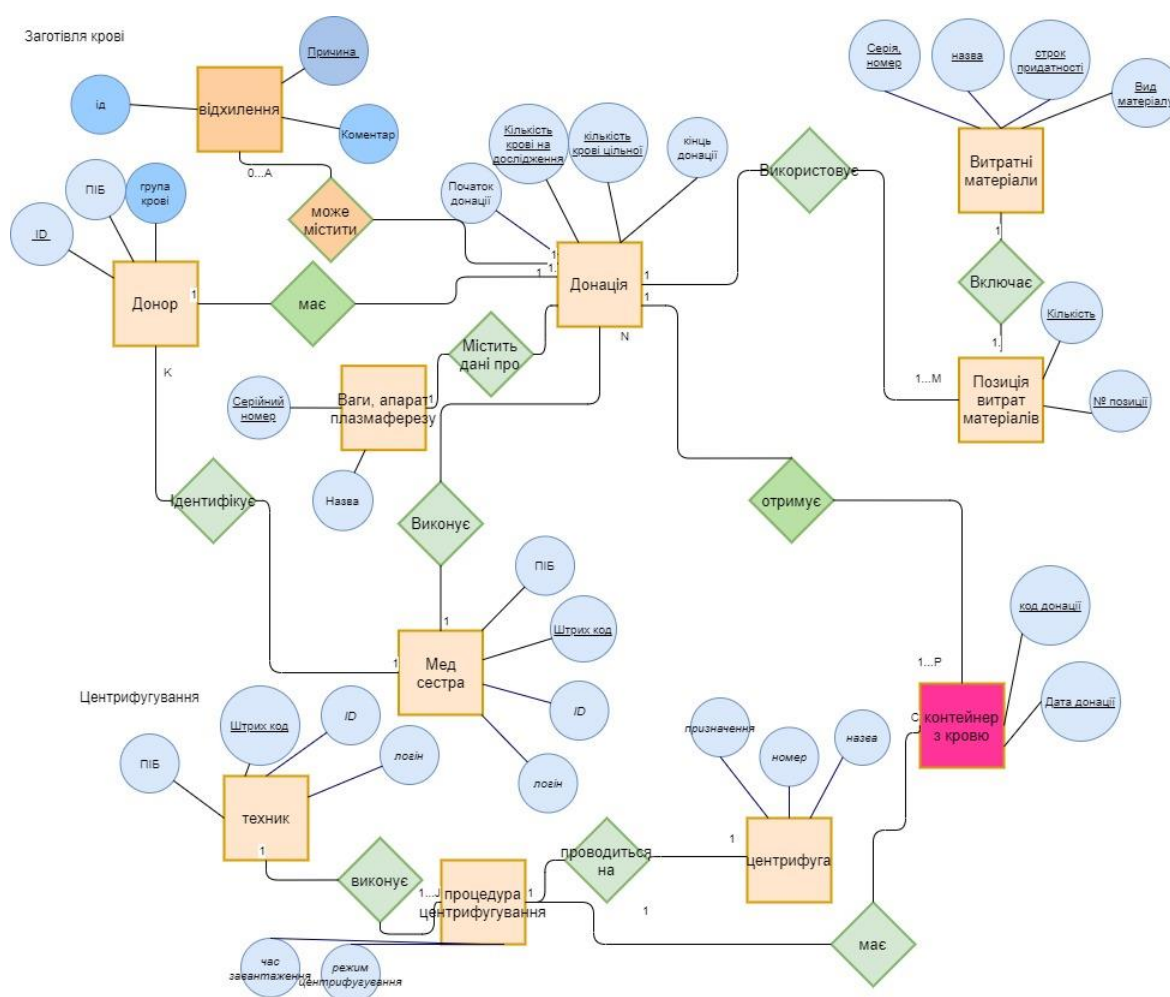 Заготівля крові
Причина
відхилення
ід
Коментар
0...А
може
містити
ПІБ
група
крові
ID
Донор
1
має
1
К
Початок
донації
Кількість
крові на
дослідження
кількість
крові цільної
кінць
донації
1
1.
Донація
1
1
N
Використовує
Серія,
номер
назва
строк
придатності
Вид
матеріалу
Витратні
матеріали
1
Включає
1.
Кількість
1...М
Позиція
витрат
матеріалів
№ позиції
Містить
дані про
Серійний
номер
Ваги, апарат
плазмаферезу
1
Назва
Ідентифікує
Виконує
отримує
1
ПІБ
Штрих код
1
Мед
сестра
ID
логін
1...Р
код донації
Дата донації
С
контейнер
з кровю
Центрифугування
Штрих код
ID
ПІБ
логін
техник
1
призначення
номер
назва
виконує
1...J
процедура
центрифугування
1
проводиться
на
1
центрифуга
1
має
час
завантаження
режим
центрифугування